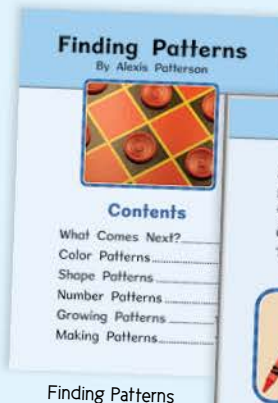 Finding Patterns
By Alexis Patterson
Contents
What Comes Next?
Color Patterns
Shape Patterns
Number Patterns
Growing Patterns
Making Patterns
Finding Patterns